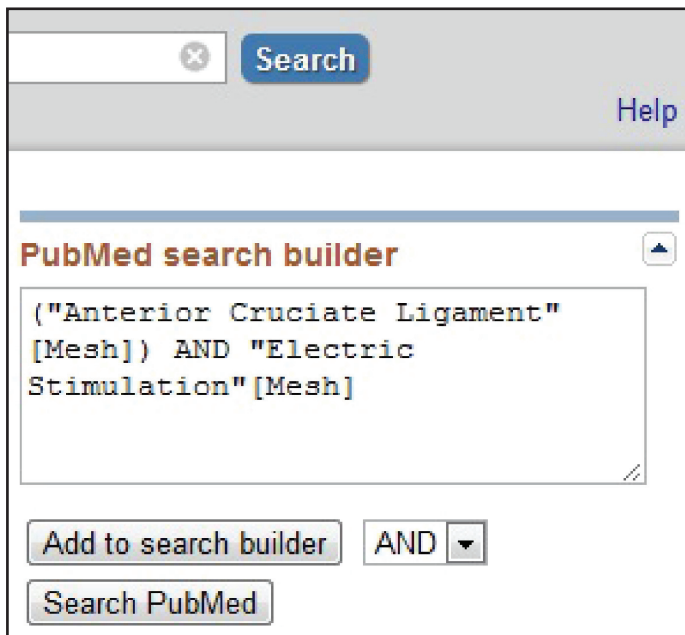 Search
Help
PubMed search builder
("Anterior Cruciate Ligament"
[Mesh]) AND "Electric
Stimulation"[Mesh]
Add to search builder AND
Search PubMed